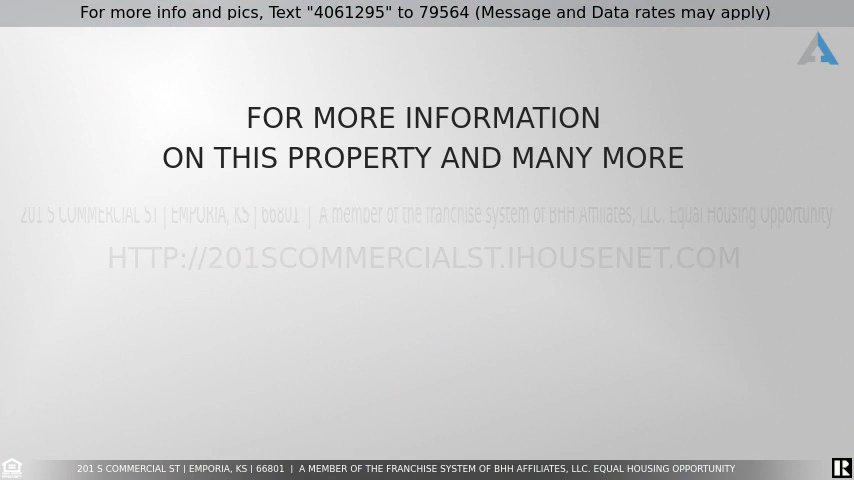 For more info and pics, Text "4061295" to 79564 (Message and Data rates may apply)
FOR MORE INFORMATION
ON THIS PROPERTY AND MANY MORE
201 S COMMERCIAL ST | EMPORIA, KS | 66801 | A member of the franchise system of BHH Affiliates, LLC. Equal Housing Opportunity
HTTP://201SCOMMERCIALST.IHOUSENET.COM
201 S COMMERCIAL ST | EMPORIA, KS | 66801 | A MEMBER OF THE FRANCHISE SYSTEM OF BHH AFFILIATES, LLC. EQUAL HOUSING OPPORTUNITY